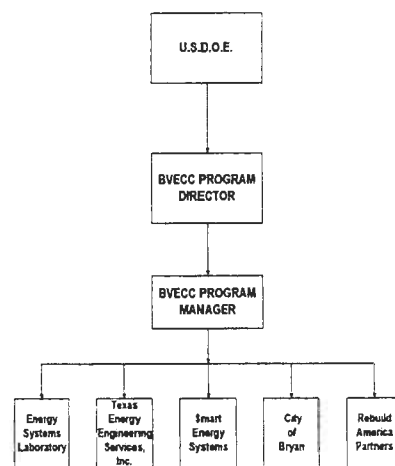 U.S.D.O.E.
BVECC PROGRAM
DIRECTOR
BVECC PROGRAM
MANAGER
Energy
Systems
Laboratory
Texas
Energy
Engineering
Services,
Inc.
Smart
Energy
Systems
City
of
Bryan
Rebuild
America
Partners